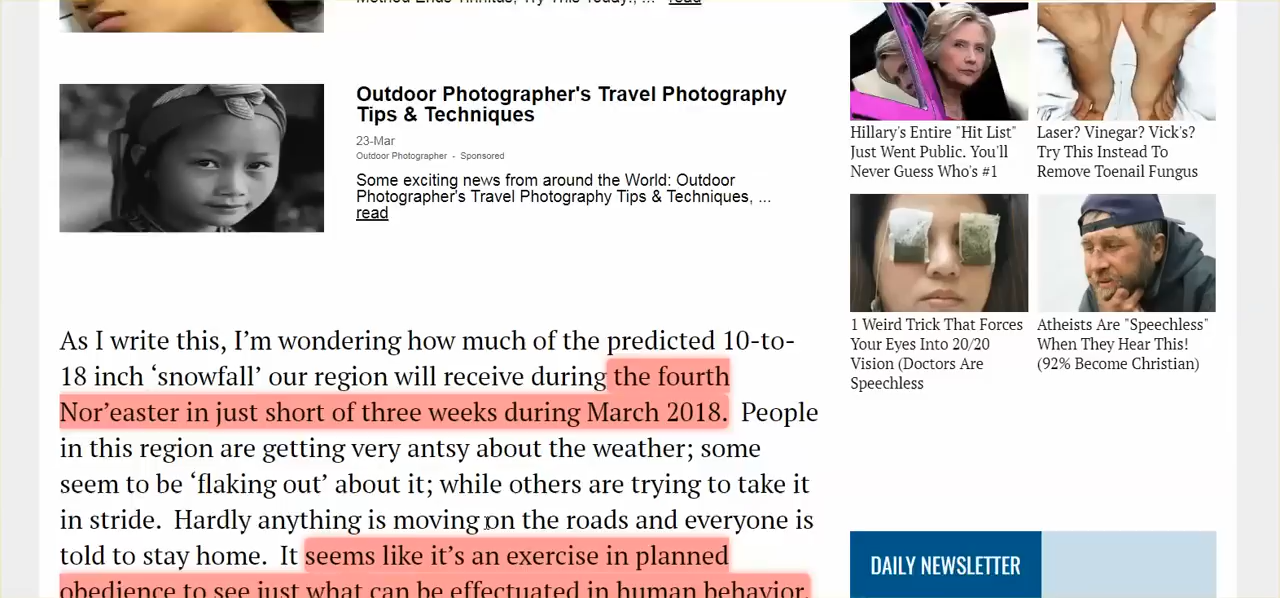 Method Ends Tinnitus, Try This Today!, ... read
Outdoor Photographer's Travel Photography
Tips & Techniques
23-Mar
Outdoor Photographer - Sponsored
Some exciting news from around the World: Outdoor
Photographer's Travel Photography Tips & Techniques, ...
read
As I write this, I’m wondering how much of the predicted 10-to-
18 inch ‘snowfall’ our region will receive during the fourth
Nor’easter in just short of three weeks during March 2018. People
in this region are getting very antsy about the weather; some
seem to be ‘flaking out’ about it; while others are trying to take it
in stride. Hardly anything is moving on the roads and everyone is
told to stay home. It seems like it’s an exercise in planned
obedience to see just what can be effectuated in human behavior.
Hillary's Entire "Hit List"
Just Went Public. You'll
Never Guess Who's #1
Laser? Vinegar? Vick's?
Try This Instead To
Remove Toenail Fungus
1 Weird Trick That Forces
Your Eyes Into 20/20
Vision (Doctors Are
Speechless
Atheists Are "Speechless"
When They Hear This!
(92% Become Christian)
DAILY NEWSLETTER